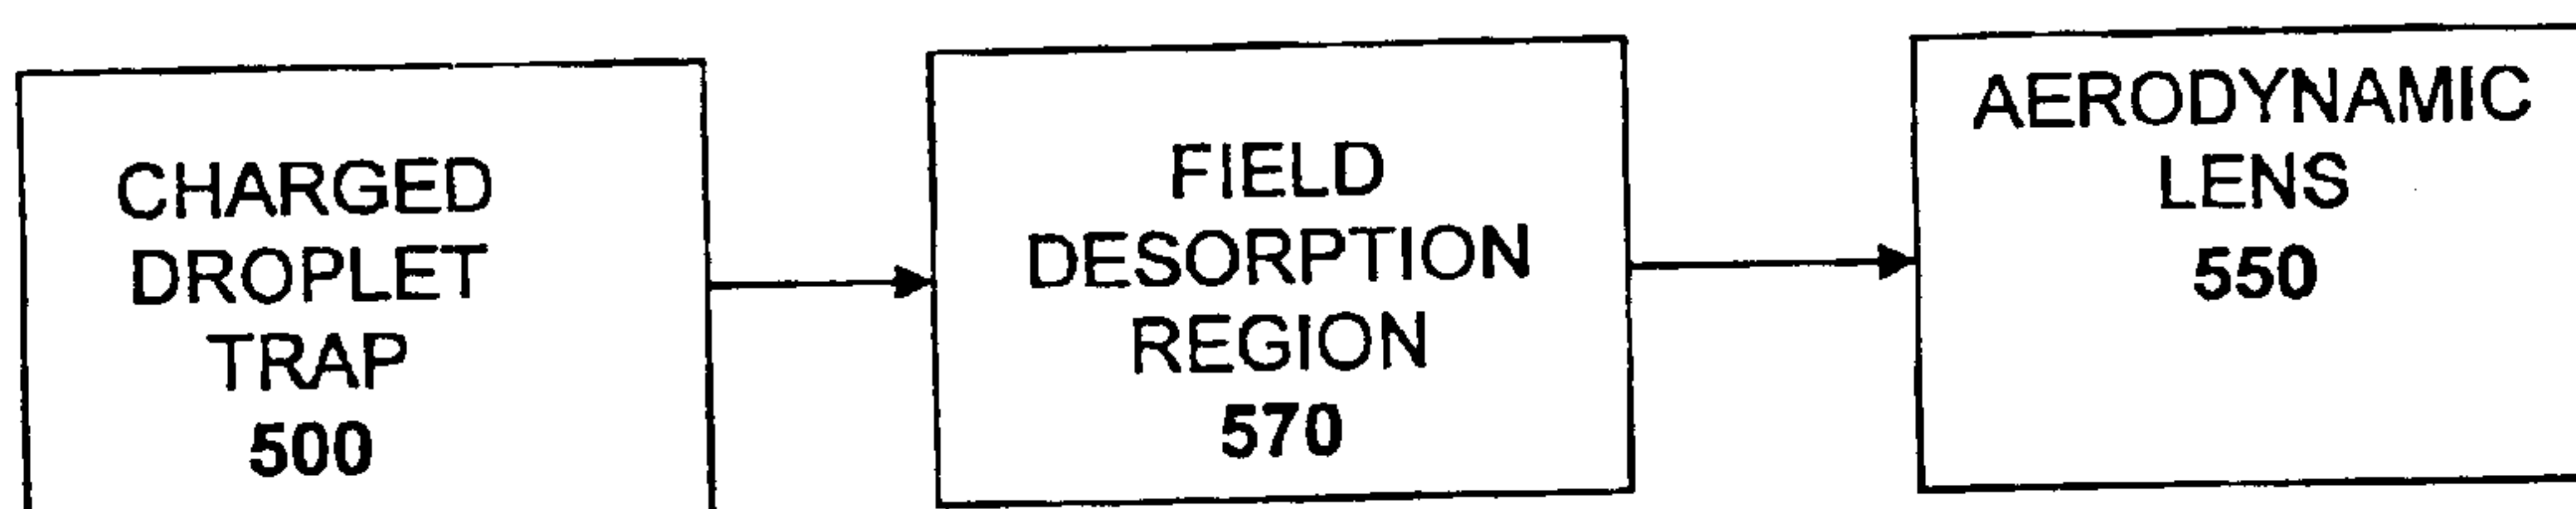 CHARGED
DROPLET
TRAP
500
FIELD
DESORPTION
REGION
570
AERODYNAMIC
LENS
550